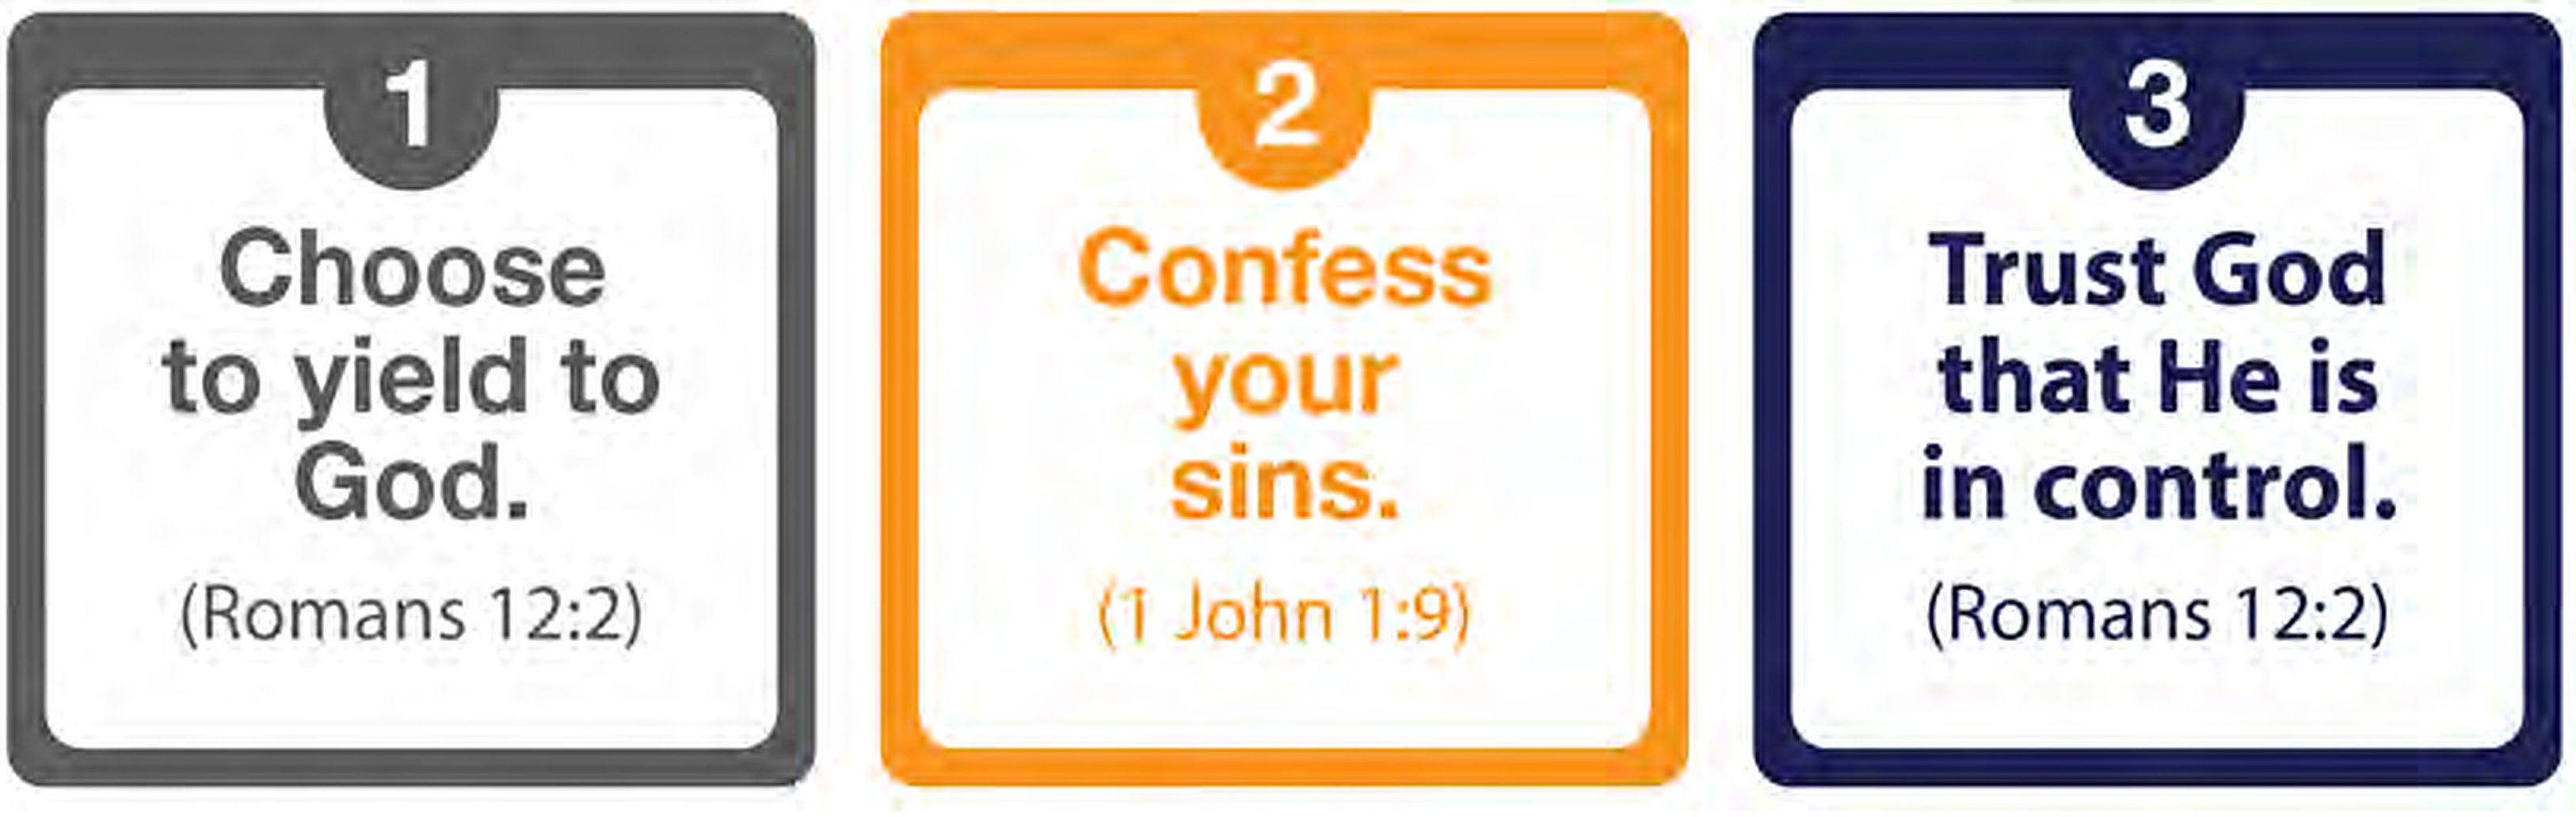 1
Choose
to yield to
God.
(Romans 12:2)
2
Confess
your
sins.
(1 John 1:9)
3
Trust God
that He is
in control.
(Romans 12:2)